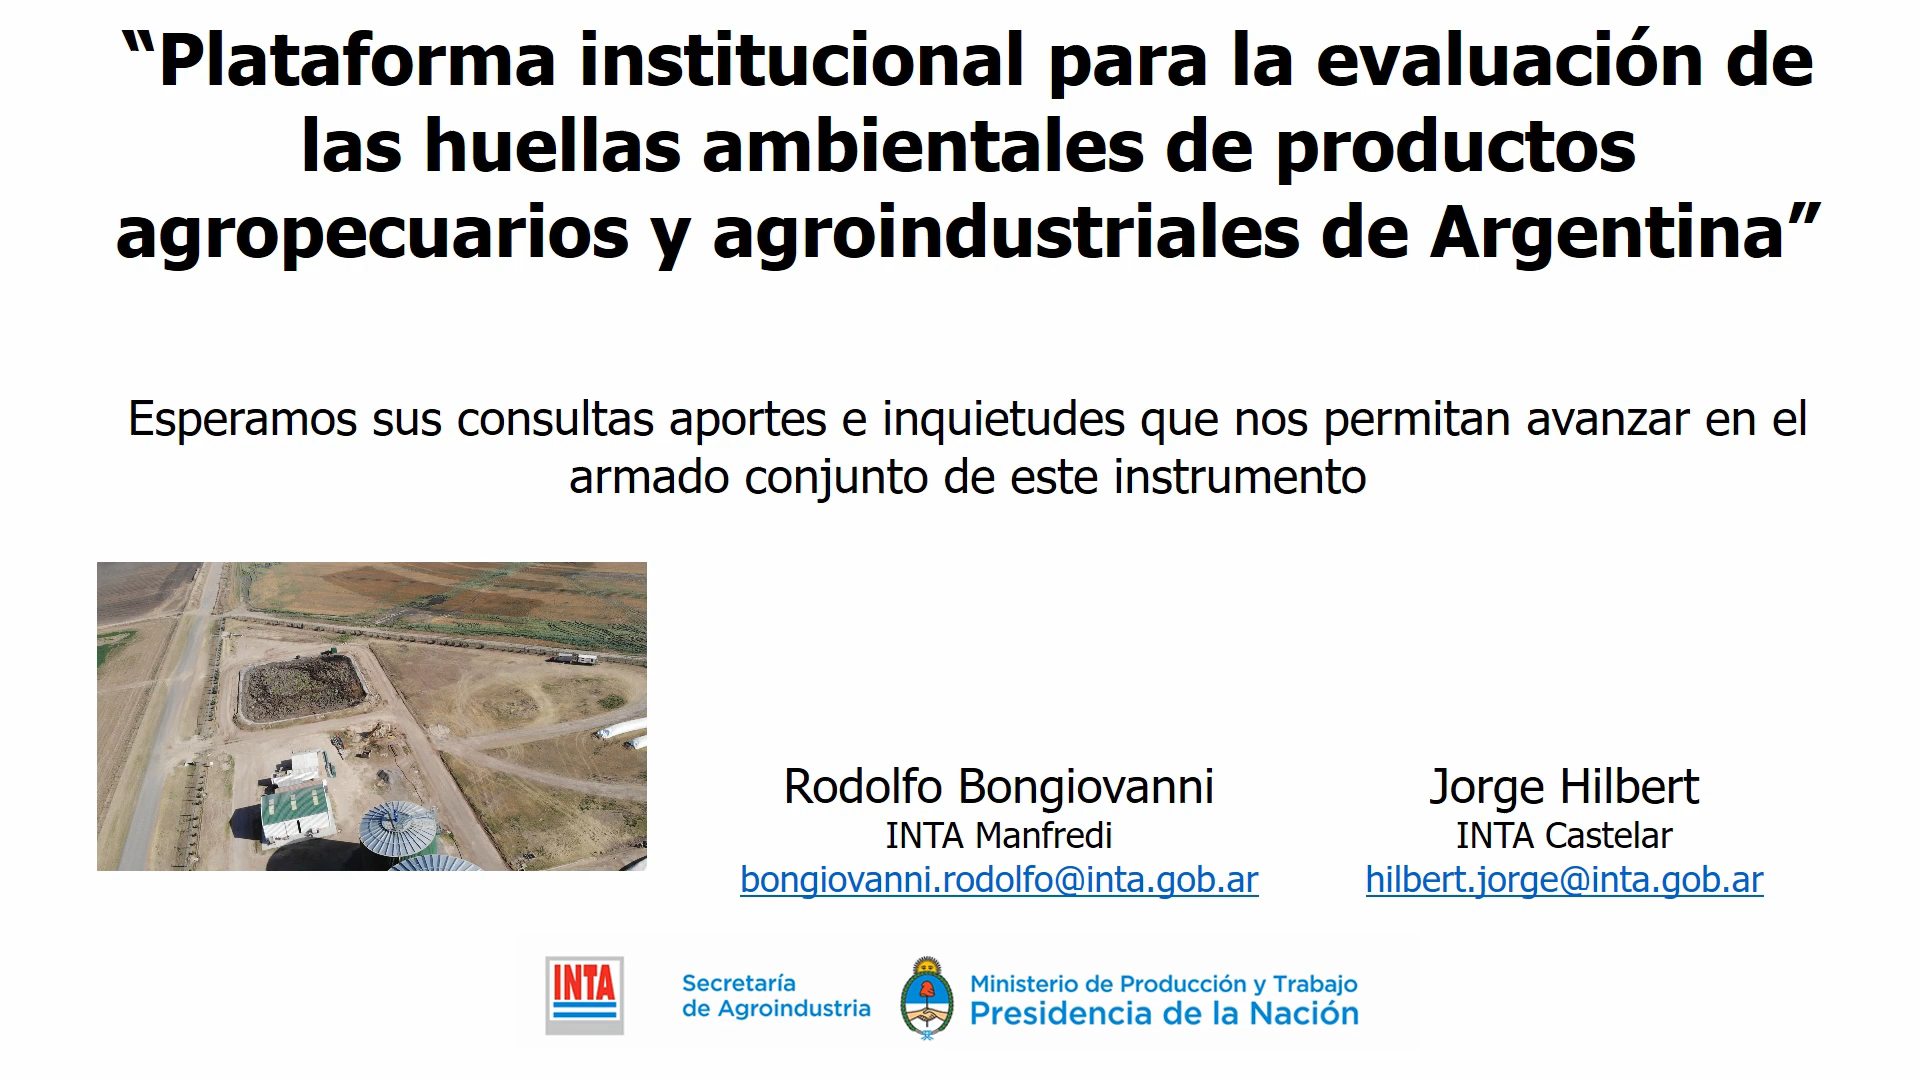 “Plataforma institucional para la evaluación de
las huellas ambientales de productos
agropecuarios y agroindustriales de Argentina”
Esperamos sus consultas aportes e inquietudes que nos permitan avanzar en el
armado conjunto de este instrumento
Rodolfo Bongiovanni
INTA Manfredi
bongiovanni.rodolfo@inta.gob.ar
Jorge Hilbert
INTA Castelar
hilbert.jorge@inta.gob.ar
INTA
Secretaría
de Agroindustria
Ministerio de Producción y Trabajo
Presidencia de la Nación